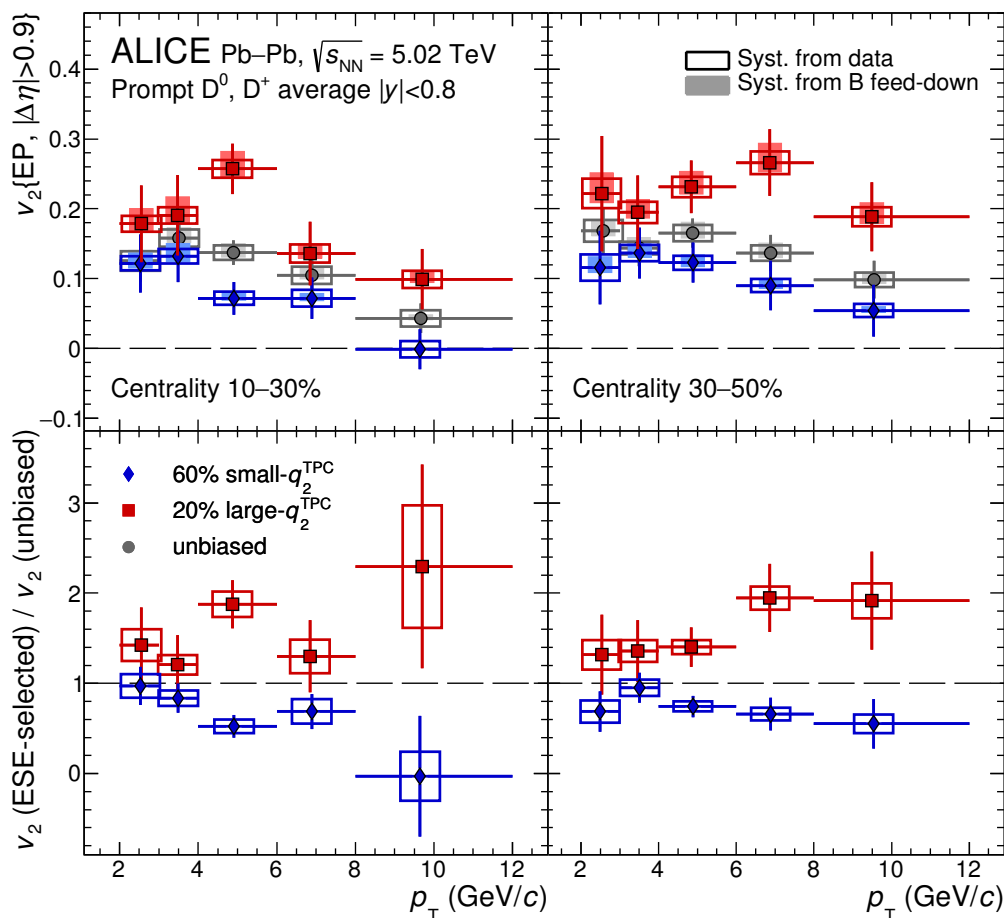 ALICE Pb–Pb, √sNN = 5.02 TeV
Prompt D⁰, D⁺ average |y|<0.8
Syst. from data
Syst. from B feed-down
v₂{EP, |Δη|>0.9}
0.4
0.3
0.2
0.1
0
−0.1
Centrality 10–30%
Centrality 30–50%
60% small-q₂ᵀᴾᶜ
20% large-q₂ᵀᴾᶜ
unbiased
v₂ (ESE-selected) / v₂ (unbiased)
3
2
1
0
2 4 6 8 10 12
2 4 6 8 10 12
pT (GeV/c)
pT (GeV/c)